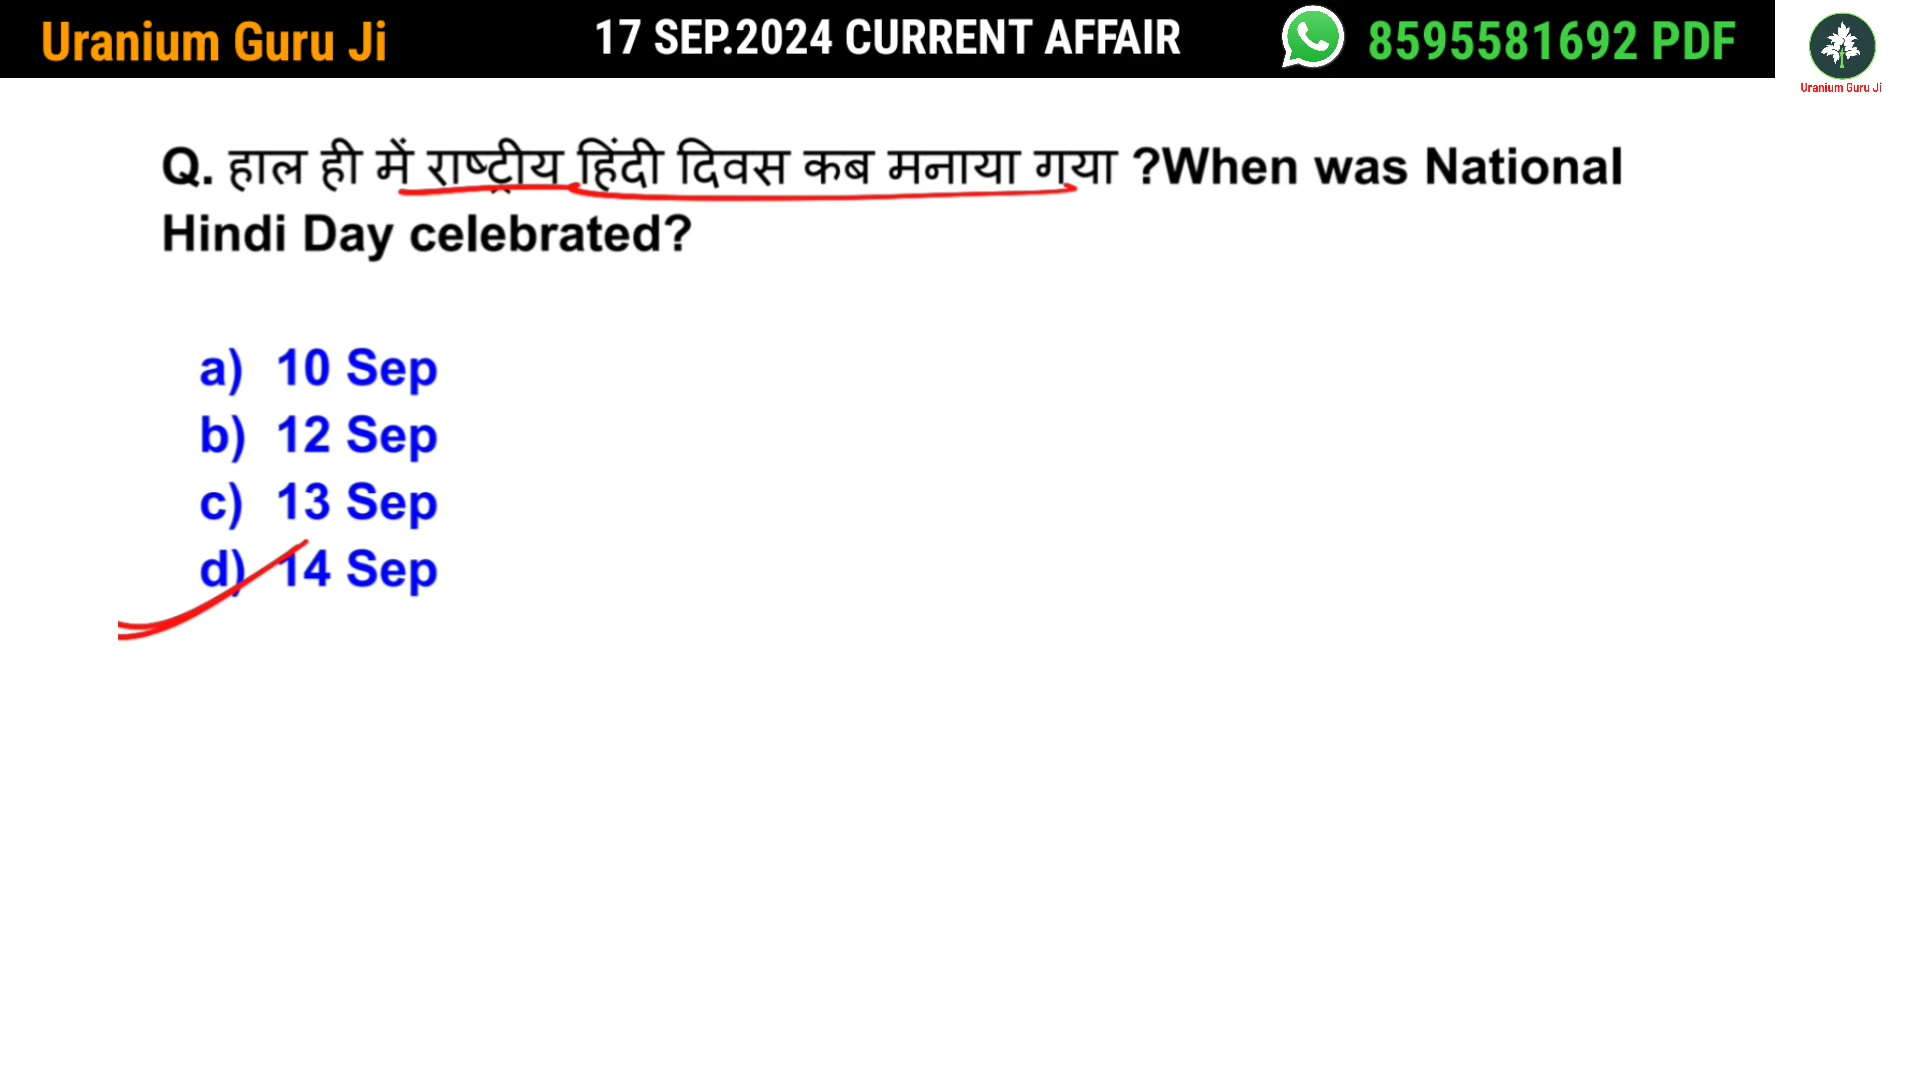 Uranium Guru Ji
17 SEP.2024 CURRENT AFFAIR
8595581692 PDF
Uranium Guru Ji
Q. हाल ही में राष्ट्रीय हिंदी दिवस कब मनाया गया ?When was National
Hindi Day celebrated?
a) 10 Sep
b) 12 Sep
c) 13 Sep
d) 14 Sep